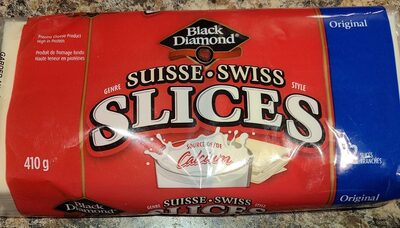 Black
Diamond
Original
Process Cheese Product
High in Protein
Produit de fromage fondu
Haute teneur en protéines
SUISSE • SWISS
GENRE
STYLE
SLICES
SOURCE OF/DE
Calcium
410 g
Original
Black
Diamond
SUISSE • SWISS
SLICES